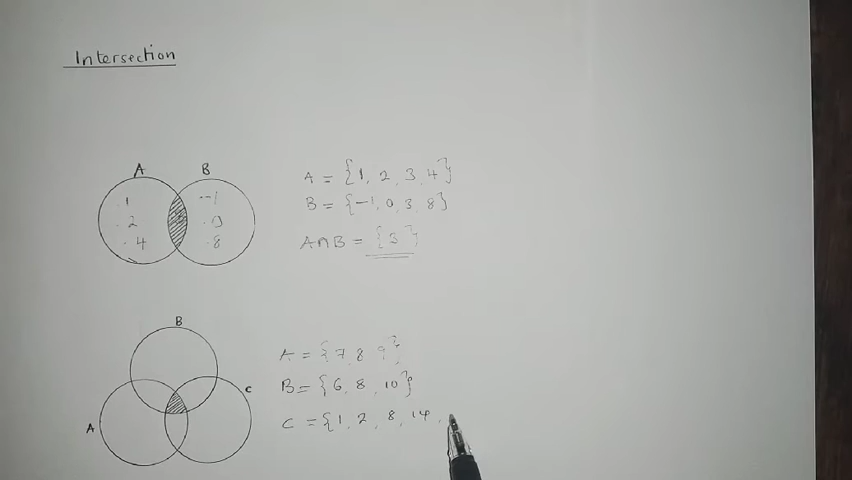 Intersection
A B
1 -1
2 0
4 8
A = {1, 2, 3, 4}
B = {-1, 0, 3, 8}
A∩B = {3}
B
A
C
A = {7, 8, 9}
B = {6, 8, 10}
C = {1, 2, 8, 14,